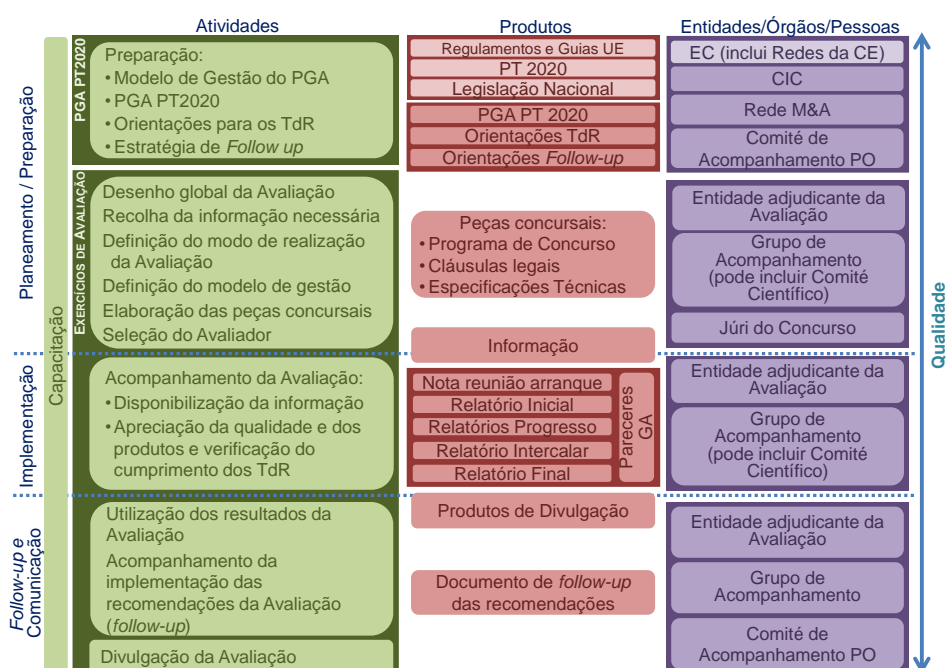 Atividades
Produtos
Entidades/Órgãos/Pessoas
Planeamento / Preparação
Capacitação
PGA PT2020
Preparação:
• Modelo de Gestão do PGA
• PGA PT2020
• Orientações para os TdR
• Estratégia de Follow up
Regulamentos e Guias UE
PT 2020
Legislação Nacional
PGA PT 2020
Orientações TdR
Orientações Follow-up
EC (inclui Redes da CE)
CIC
Rede M&A
Comité de
Acompanhamento PO
EXERCÍCIOS DE AVALIAÇÃO
Desenho global da Avaliação
Recolha da informação necessária
Definição do modo de realização
da Avaliação
Definição do modelo de gestão
Elaboração das peças concursais
Seleção do Avaliador
Peças concursais:
• Programa de Concurso
• Cláusulas legais
• Especificações Técnicas
Informação
Entidade adjudicante da
Avaliação
Grupo de
Acompanhamento
(pode incluir Comité
Científico)
Júri do Concurso
Qualidade
Implementação
Acompanhamento da Avaliação:
• Disponibilização da informação
• Apreciação da qualidade e dos
produtos e verificação do
cumprimento dos TdR
Nota reunião arranque
Relatório Inicial
Relatórios Progresso
Relatório Intercalar
Relatório Final
Pareceres
GA
Entidade adjudicante da
Avaliação
Grupo de
Acompanhamento
(pode incluir Comité
Científico)
Follow-up e
Comunicação
Utilização dos resultados da
Avaliação
Acompanhamento da
implementação das
recomendações da Avaliação
(follow-up)
Divulgação da Avaliação
Produtos de Divulgação
Documento de follow-up
das recomendações
Entidade adjudicante da
Avaliação
Grupo de
Acompanhamento
Comité de
Acompanhamento PO